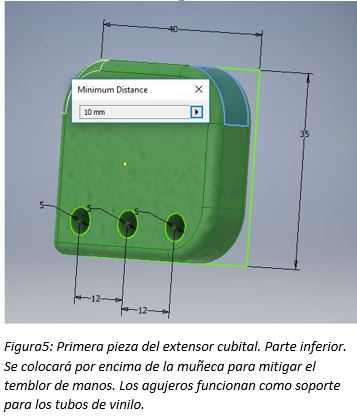 40
Minimum Distance
10 mm
35
5
5
5
12
12
Figura5: Primera pieza del extensor cubital. Parte inferior.
Se colocará por encima de la muñeca para mitigar el
temblor de manos. Los agujeros funcionan como soporte
para los tubos de vinilo.